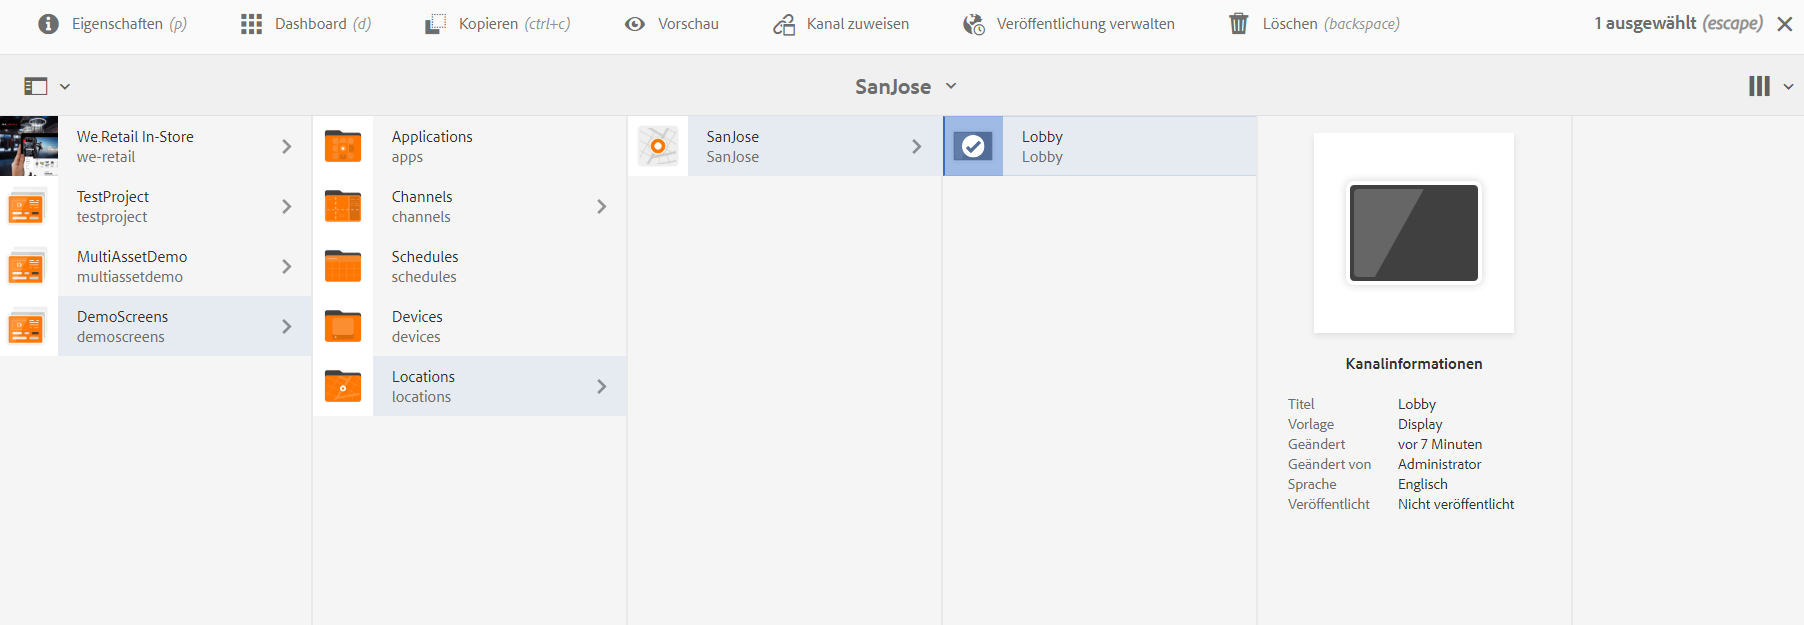 Eigenschaften (p)
Dashboard (d)
Kopieren (ctrl+c)
Vorschau
Kanal zuweisen
Veröffentlichung verwalten
Löschen (backspace)
1 ausgewählt (escape)
SanJose
We.Retail In-Store
we-retail
TestProject
testproject
MultiAssetDemo
multiassetdemo
DemoScreens
demoscreens
Applications
apps
Channels
channels
Schedules
schedules
Devices
devices
Locations
locations
SanJose
SanJose
Lobby
Lobby
Kanalinformationen
Titel Lobby
Vorlage Display
Geändert vor 7 Minuten
Geändert von Administrator
Sprache Englisch
Veröffentlicht Nicht veröffentlicht